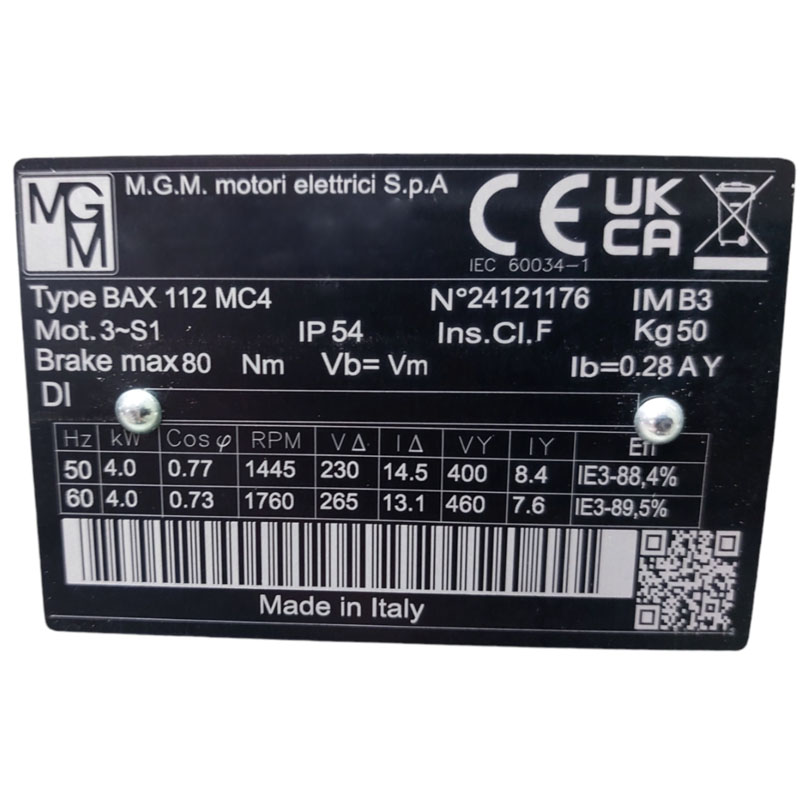 MGM M.G.M. motori elettrici S.p.A CE UK CA
IEC 60034-1
Type BAX 112 MC4 N°24121176 IM B3
Mot. 3~S1 IP 54 Ins.Cl.F Kg 50
Brake max 80 Nm Vb= Vm Ib=0.28 A Y
DI
Hz kW Cos φ RPM V Δ I Δ VY IY Eff
50 4.0 0.77 1445 230 14.5 400 8.4 IE3-88,4%
60 4.0 0.73 1760 265 13.1 460 7.6 IE3-89,5%
Made in Italy